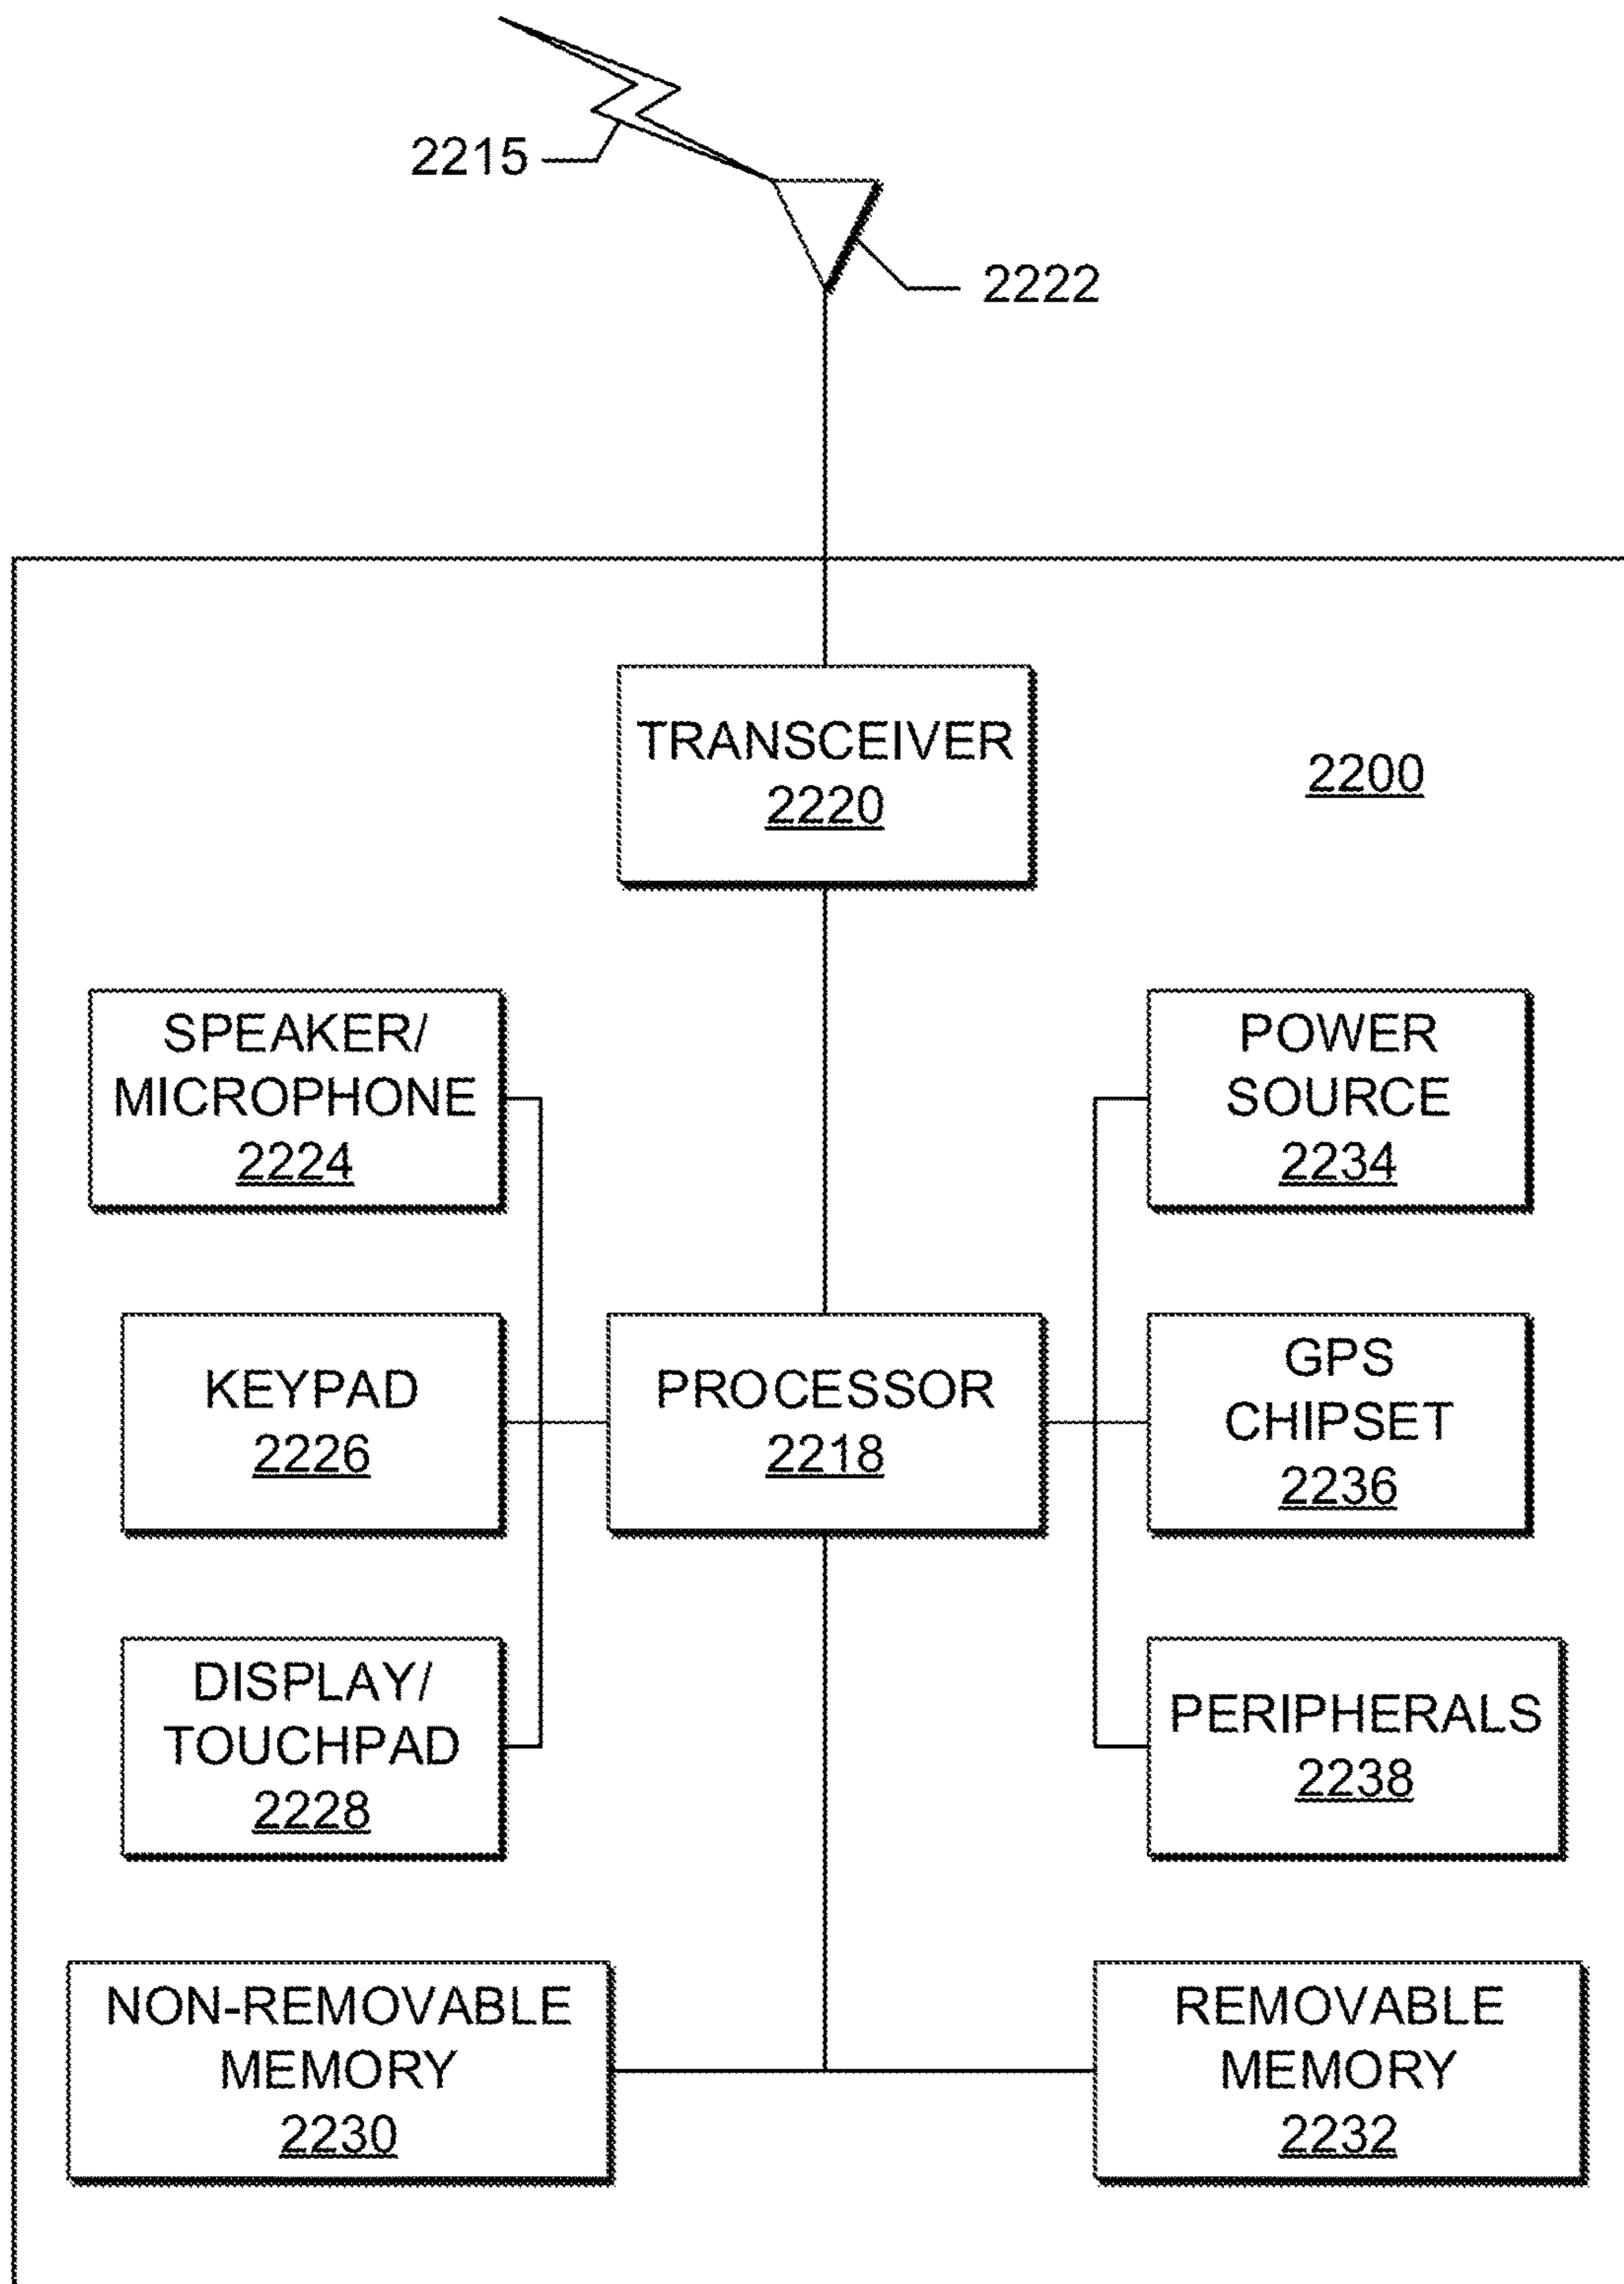 2215
2222
TRANSCEIVER
2220
2200
SPEAKER/
MICROPHONE
2224
POWER
SOURCE
2234
KEYPAD
2226
PROCESSOR
2218
GPS
CHIPSET
2236
DISPLAY/
TOUCHPAD
2228
PERIPHERALS
2238
NON-REMOVABLE
MEMORY
2230
REMOVABLE
MEMORY
2232